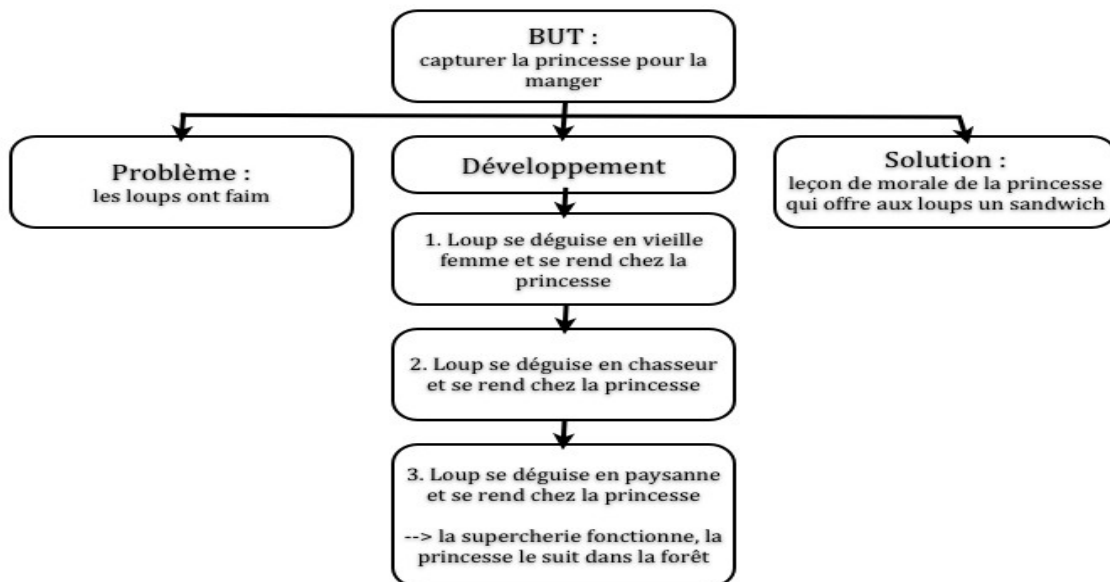 BUT :
capturer la princesse pour la
manger
Problème :
les loups ont faim
Développement
Solution :
leçon de morale de la princesse
qui offre aux loups un sandwich
1. Loup se déguise en vieille
femme et se rend chez la
princesse
2. Loup se déguise en chasseur
et se rend chez la princesse
3. Loup se déguise en paysanne
et se rend chez la princesse
--> la supercherie fonctionne, la
princesse le suit dans la forêt